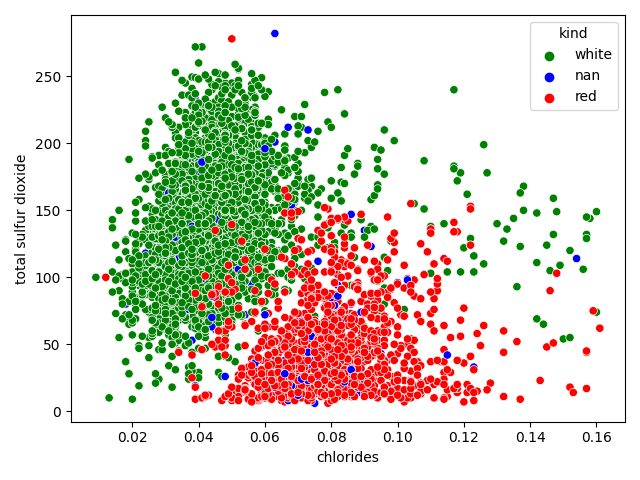 kind
white
nan
red
total sulfur dioxide
250
200
150
100
50
0
0.02 0.04 0.06 0.08 0.10 0.12 0.14 0.16
chlorides